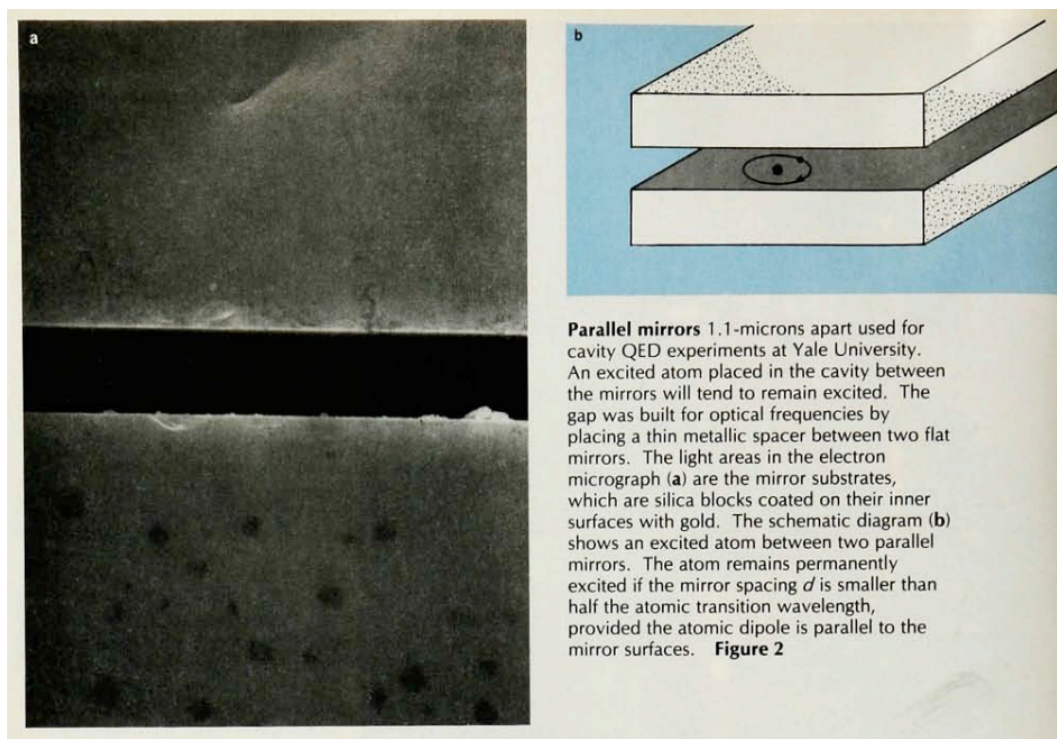 a
b
Parallel mirrors 1.1-microns apart used for
cavity QED experiments at Yale University.
An excited atom placed in the cavity between
the mirrors will tend to remain excited. The
gap was built for optical frequencies by
placing a thin metallic spacer between two flat
mirrors. The light areas in the electron
micrograph (a) are the mirror substrates,
which are silica blocks coated on their inner
surfaces with gold. The schematic diagram (b)
shows an excited atom between two parallel
mirrors. The atom remains permanently
excited if the mirror spacing d is smaller than
half the atomic transition wavelength,
provided the atomic dipole is parallel to the
mirror surfaces. Figure 2